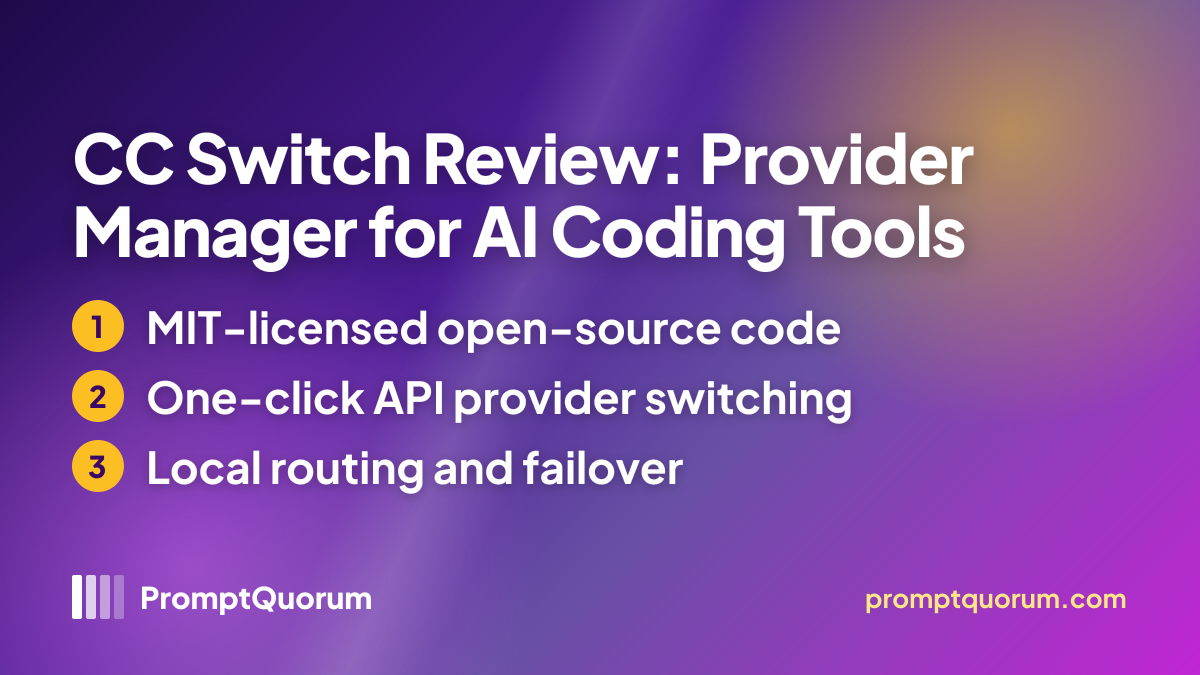 CC Switch Review: Provider
Manager for AI Coding Tools
1 MIT-licensed open-source code
2 One-click API provider switching
3 Local routing and failover
PromptQuorum
promptquorum.com